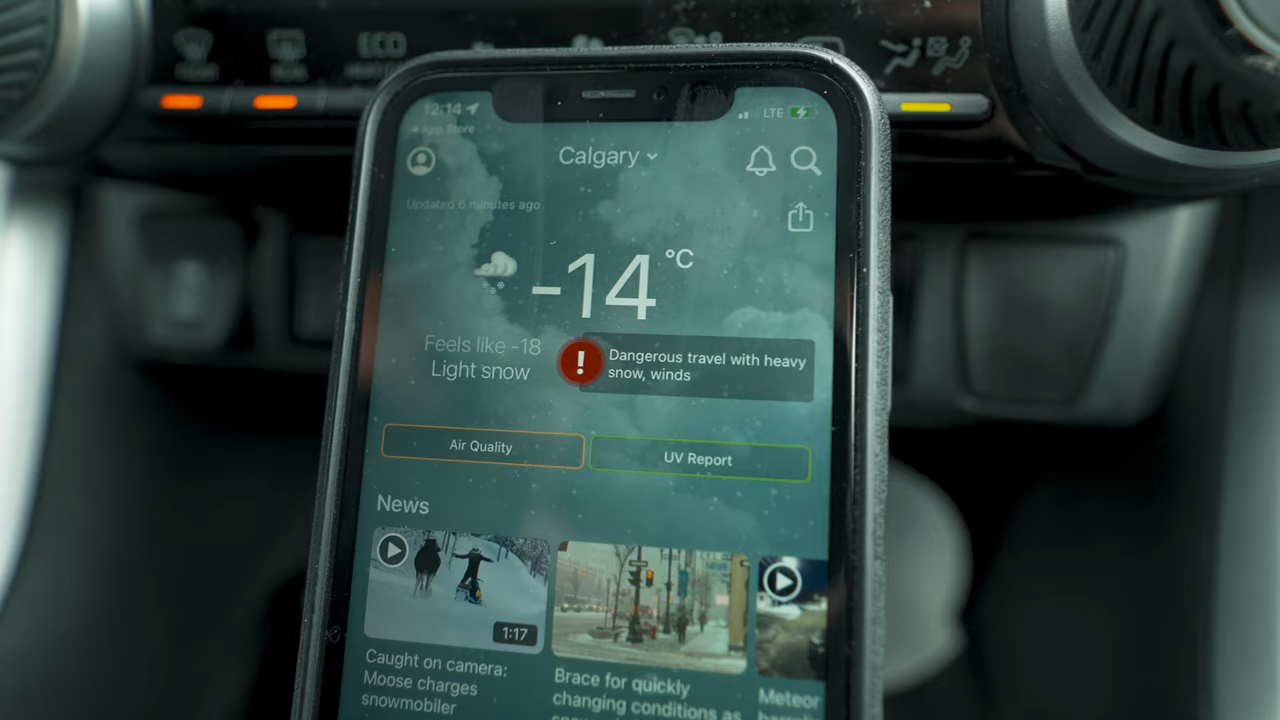 ECO
12:14
LTE
App Store
Calgary
Updated 6 minutes ago
-14
°C
Feels like -18
Light snow
!
Dangerous travel with heavy
snow, winds
Air Quality
UV Report
News
1:17
Caught on camera:
Moose charges
snowmobiler
Brace for quickly
changing conditions as
Meteor